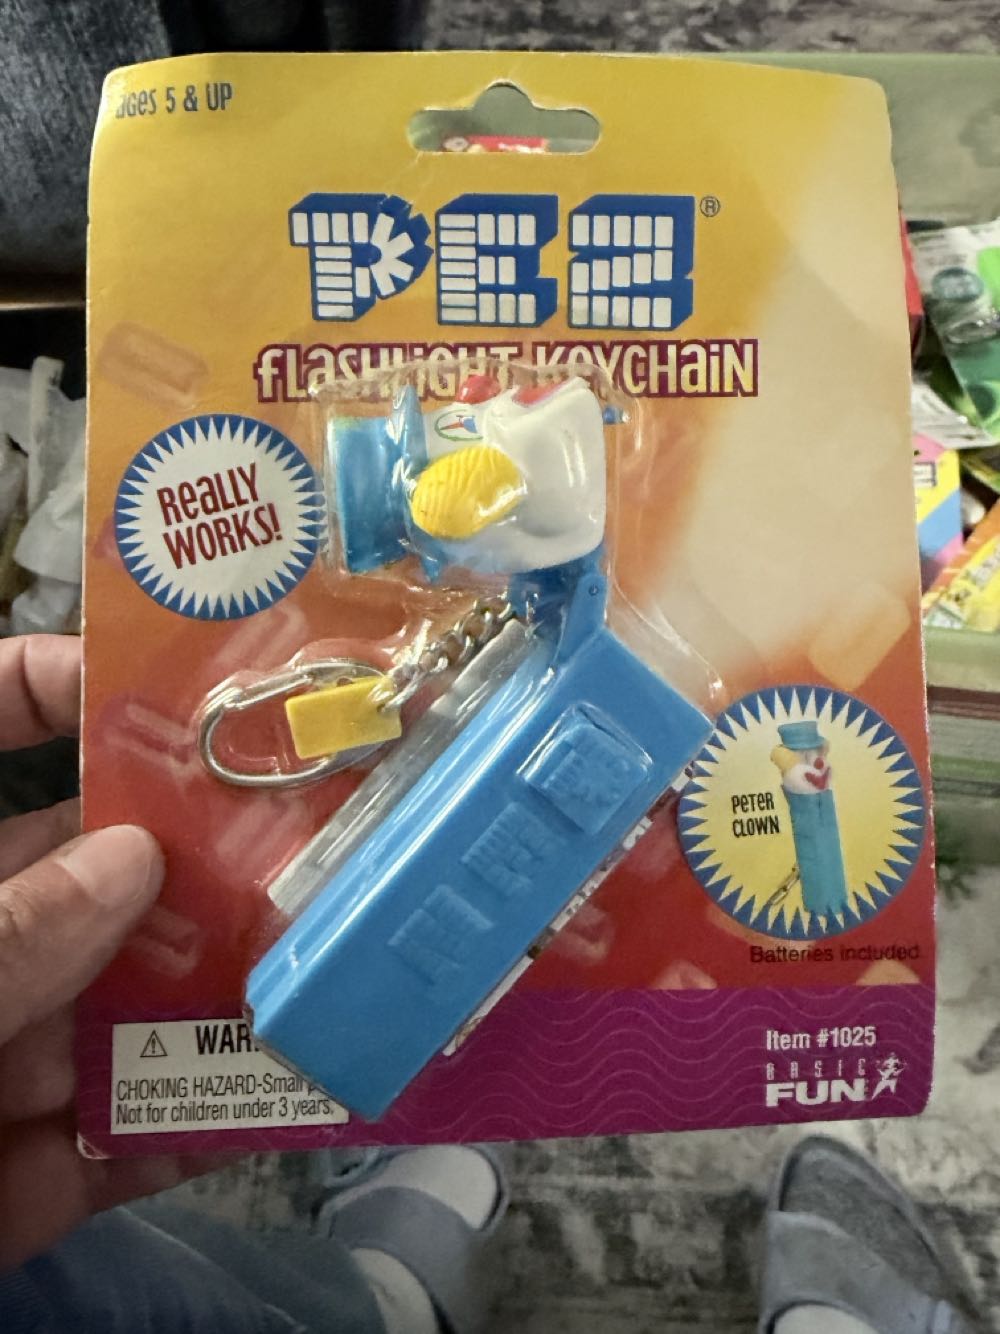 ages 5 & UP
PEZ®
fLASHLiGHT KeYCHaiN
ReaLLY
WORKS!
PeTeR
CLOWN
Batteries included
⚠ WAR
CHOKING HAZARD-Small
Not for children under 3 years.
Item #1025
BASIC
FUN
PEZ